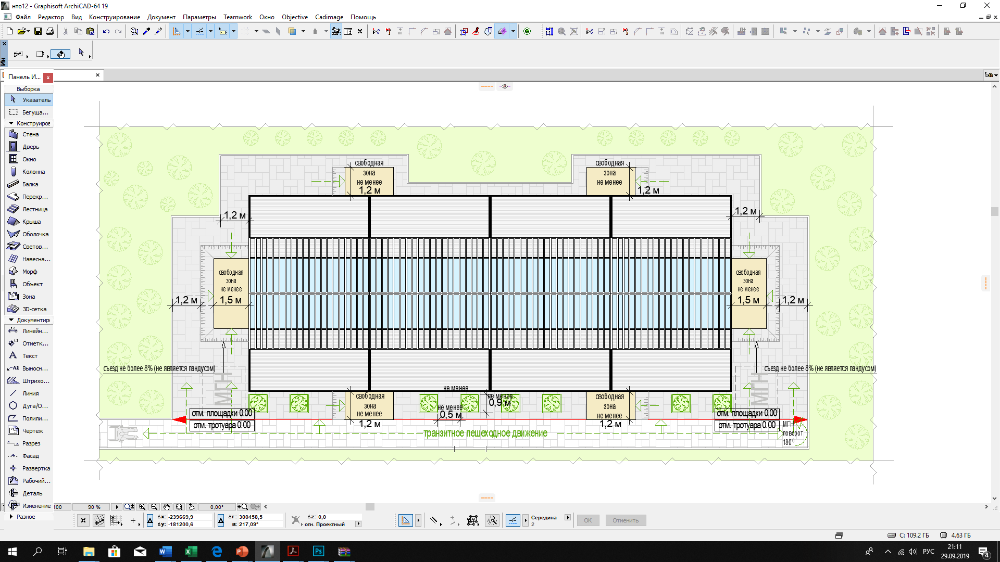 нто12 - Graphisoft ArchiCAD-64 19
Файл Редактор Вид Конструирование Документ Параметры Teamwork Окно Objective Cadimage Помощь
Ин
Панель И...
Выборка
Указатель
Бегуща...
Конструиров
Стена
Дверь
Окно
Колонна
Балка
Перекр...
Лестница
Крыша
Оболочка
Светов...
Навесна...
Морф
Объект
Зона
3D-сетка
Документиро
Линейн...
Отметк...
Текст
Выносн...
Штрихо...
Линия
Дуга/О...
Полили...
Чертеж
Разрез
Фасад
Развертка
Рабочий...
Деталь
Изменение
Разное
свободная
зона
не менее
1,2 м
свободная
зона
не менее
1,2 м
1,2 м
1,2 м
свободная
зона
не менее
1,5 м
1,2 м
свободная
зона
не менее
1,5 м
1,2 м
съезд не более 8% (не является пандусом)
съезд не более 8% (не является пандусом)
МГН
МГН
не менее
не менее
0,9 м
не менее
0,5 м
свободная
зона
не менее
1,2 м
свободная
зона
не менее
1,2 м
отм. площадки 0.00
отм. тротуара 0.00
отм. площадки 0.00
отм. тротуара 0.00
МГН
поворот
180°
транзитное пешеходное движение
100 90 % 0,00°
Δx: -239669,9
Δy: -181200,6
Δr: 300458,5
a: 217,09°
Δz: 0,0
отн. Проектный
Середина
2
OK
Отменить
C: 109.2 ГБ 4.63 ГБ
РУС
21:11
29.09.2019
4